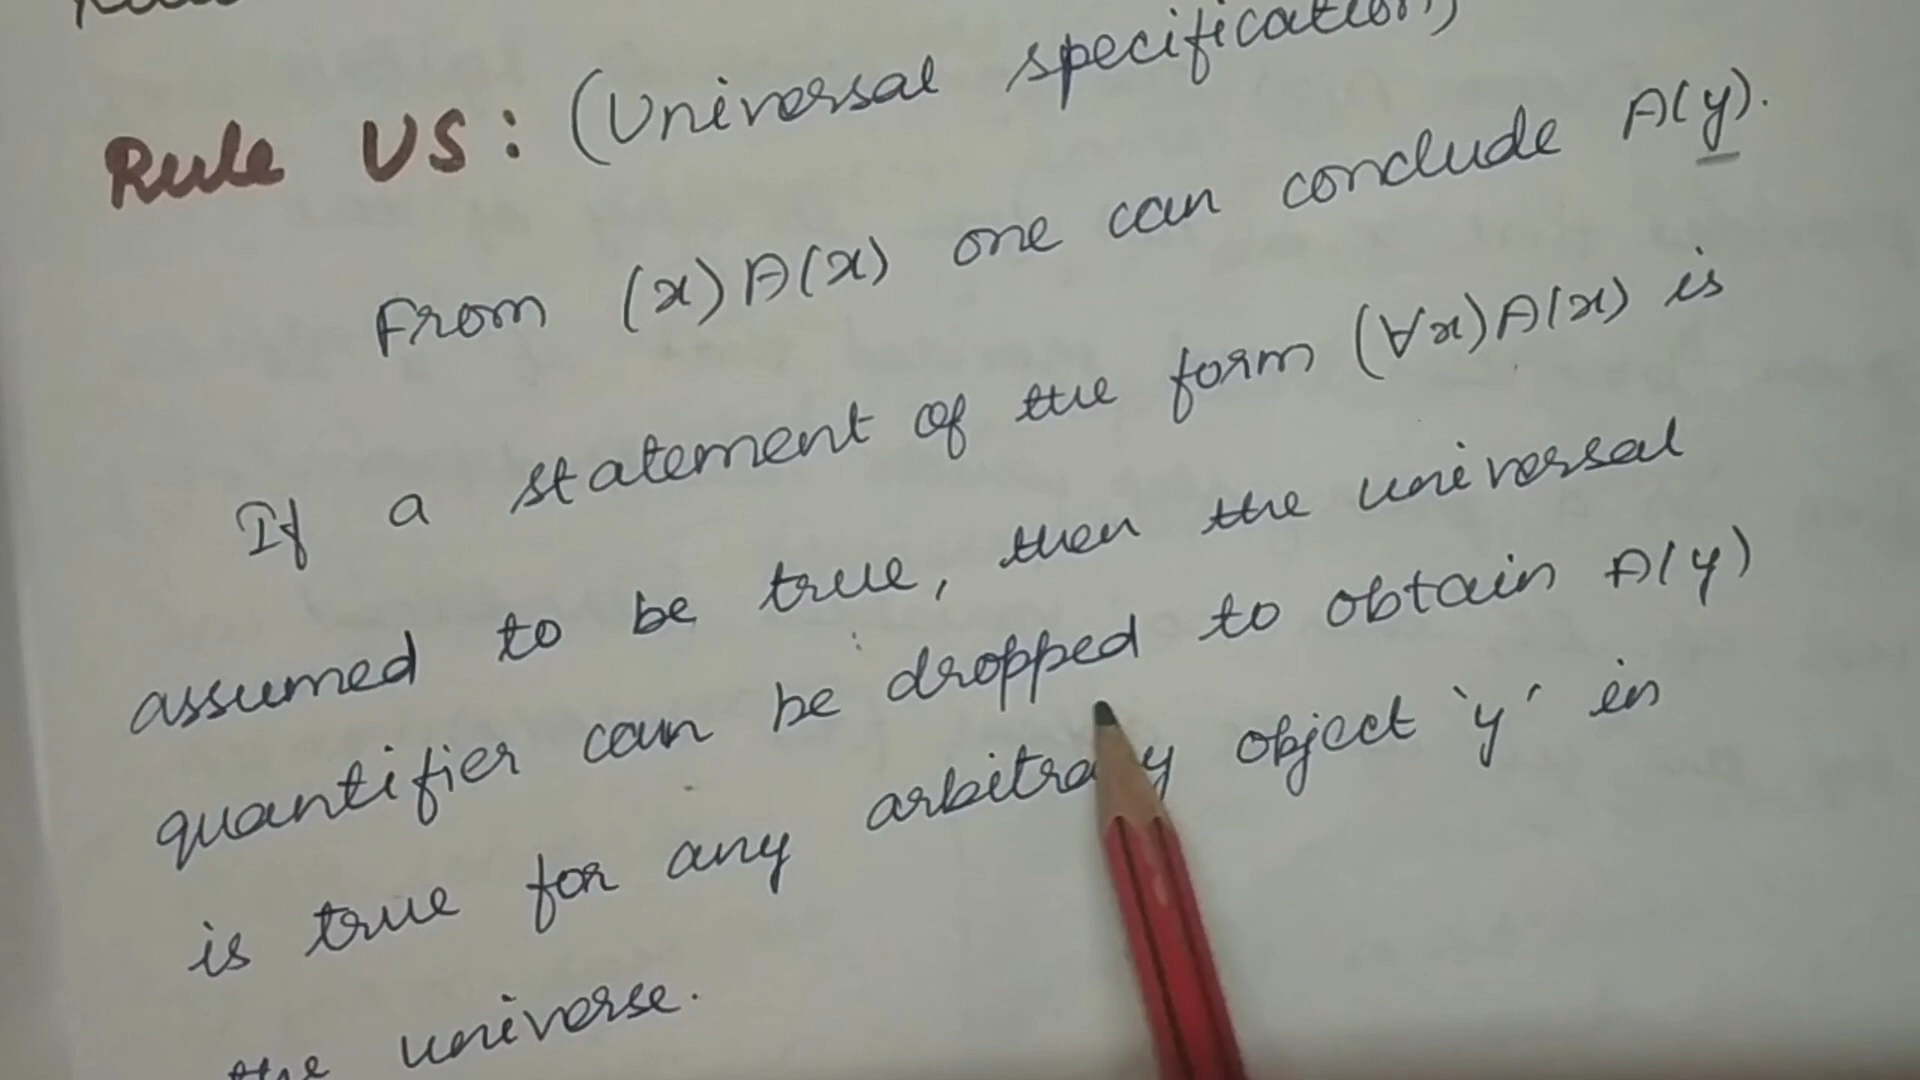 Rule US: (Universal specification)
From (x)A(x) one can conclude A(y).
If a statement of the form (∀x)A(x) is
assumed to be true, then the universal
quantifier can be dropped to obtain A(y)
is true for any arbitrary object 'y' in
the universe.